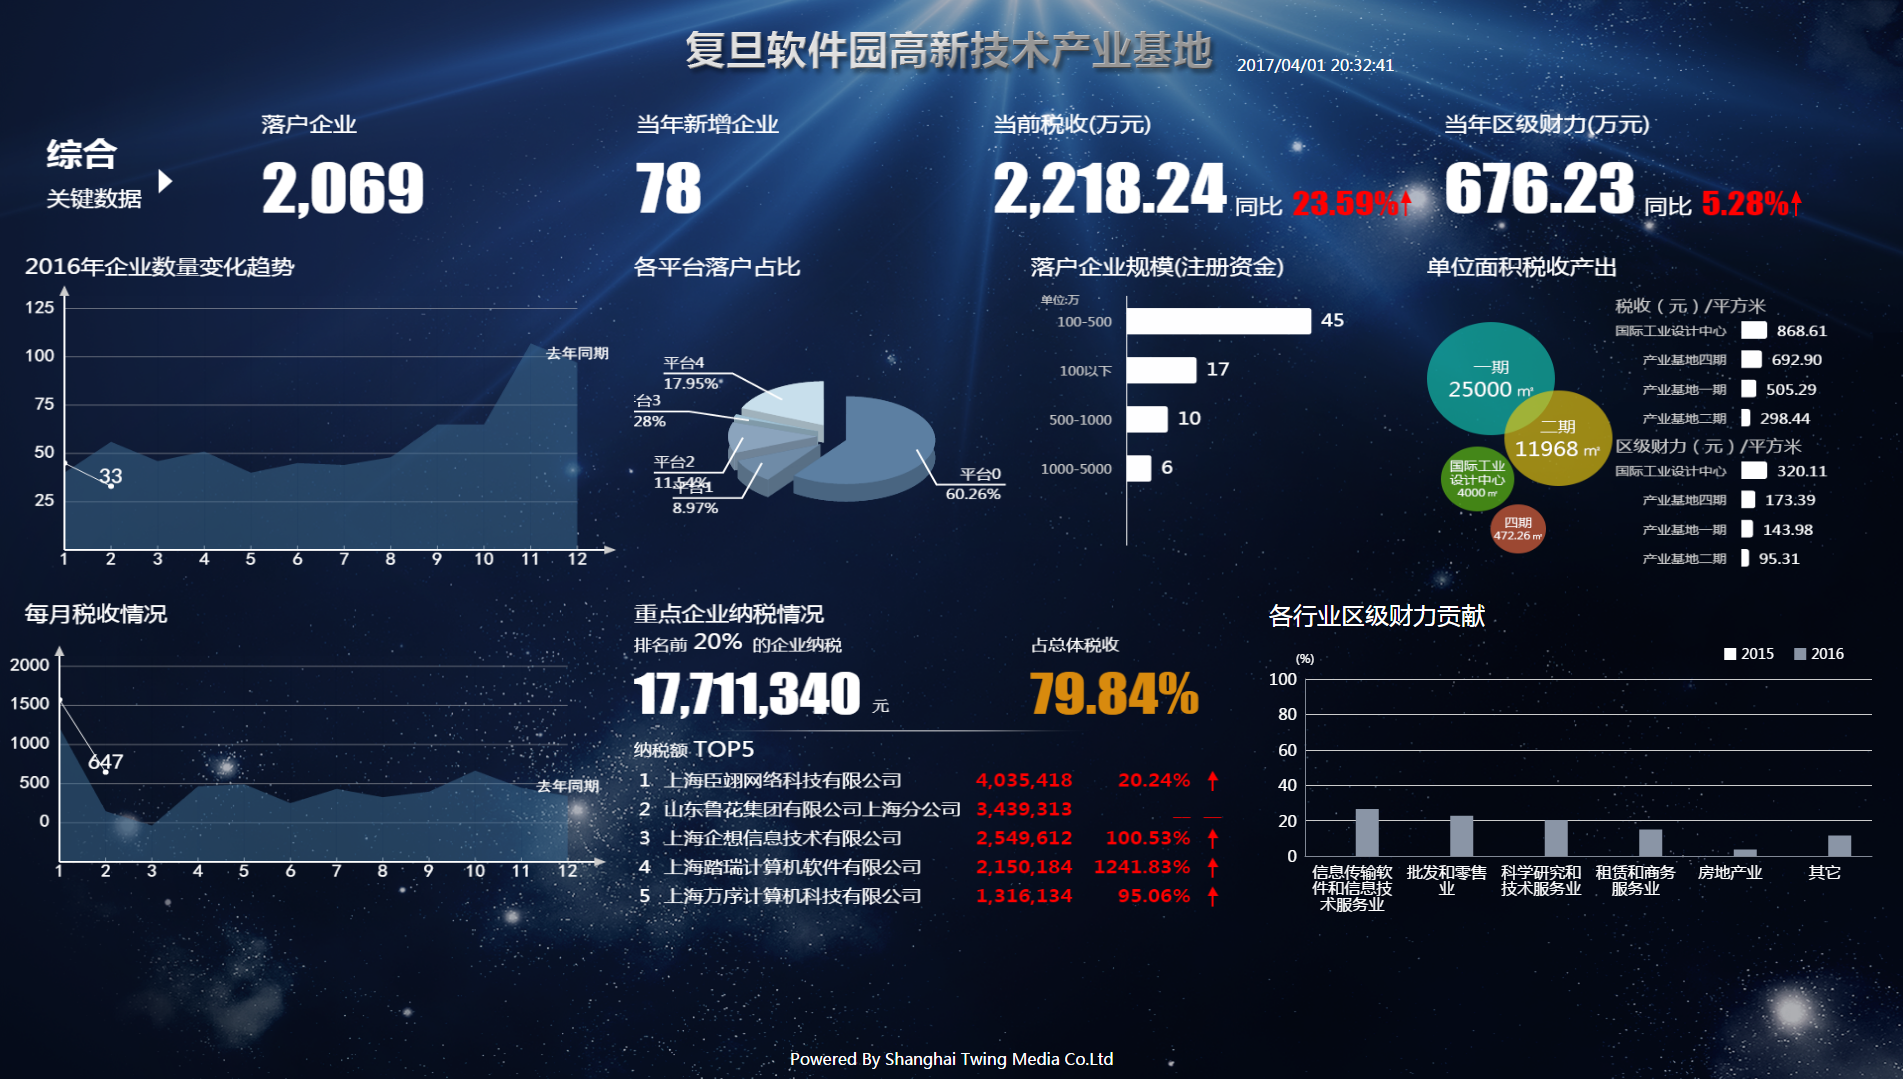 复旦软件园高新技术产业基地
2017/04/01 20:32:41
综合
关键数据
落户企业
2,069
当年新增企业
78
当前税收(万元)
2,218.24 同比 23.59%
当年区级财力(万元)
676.23 同比 5.28%
2016年企业数量变化趋势
125
100
75
50
25
33
去年同期
1 2 3 4 5 6 7 8 9 10 11 12
各平台落户占比
平台4
17.95%
台3
28%
平台2
11.54%
平台1
8.97%
平台0
60.26%
落户企业规模(注册资金)
单位:万
100-500 45
100以下 17
500-1000 10
1000-5000 6
单位面积税收产出
一期
25000 ㎡
二期
11968 ㎡
国际工业
设计中心
4000 ㎡
四期
472.26 ㎡
税收（元）/平方米
国际工业设计中心 868.61
产业基地四期 692.90
产业基地一期 505.29
产业基地二期 298.44
区级财力（元）/平方米
国际工业设计中心 320.11
产业基地四期 173.39
产业基地一期 143.98
产业基地二期 95.31
每月税收情况
2000
1500
1000
500
0
647
去年同期
1 2 3 4 5 6 7 8 9 10 11 12
重点企业纳税情况
排名前 20% 的企业纳税
17,711,340 元
占总体税收
79.84%
纳税额 TOP5
1 上海臣翊网络科技有限公司 4,035,418 20.24%
2 山东鲁花集团有限公司上海分公司 3,439,313 __ __
3 上海企想信息技术有限公司 2,549,612 100.53%
4 上海踏瑞计算机软件有限公司 2,150,184 1241.83%
5 上海万序计算机科技有限公司 1,316,134 95.06%
各行业区级财力贡献
2015 2016
(%)
100
80
60
40
20
0
信息传输软
件和信息技
术服务业
批发和零售
业
科学研究和
技术服务业
租赁和商务
服务业
房地产业
其它
Powered By Shanghai Twing Media Co.Ltd